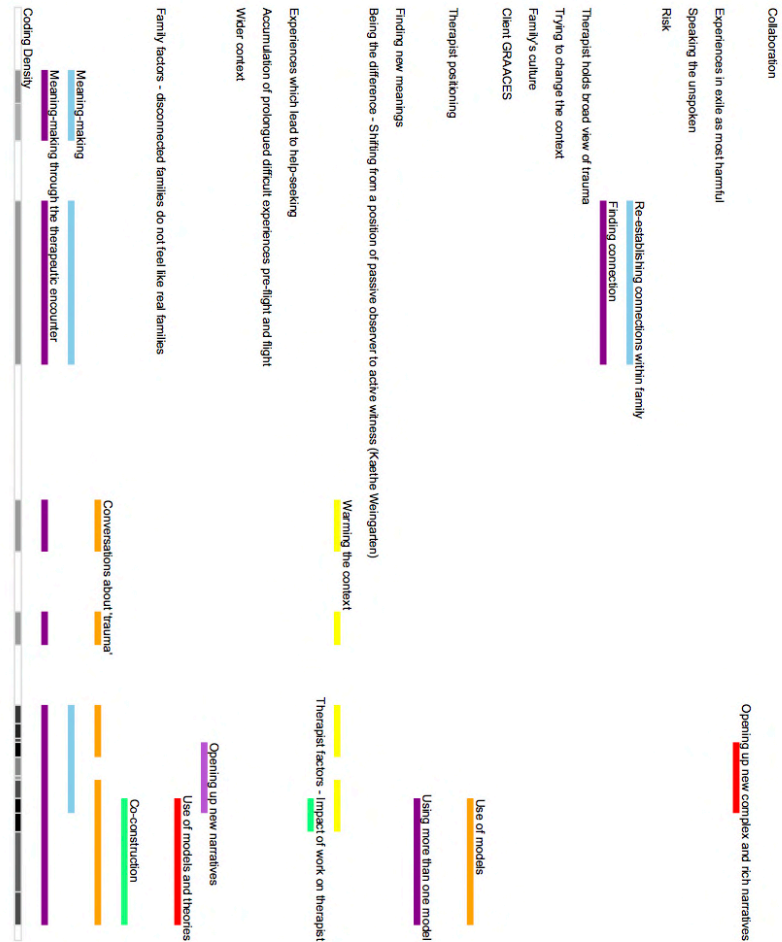 Collaboration
Opening up new complex and rich narratives
Experiences in exile as most harmful
Speaking the unspoken
Risk
Re-establishing connections within family
Finding connection
Therapist holds broad view of trauma
Trying to change the context
Family's culture
Client GRAACES
Use of models
Therapist positioning
Using more than one model
Finding new meanings
Being the difference - Shifting from a position of passive observer to active witness (Kaethe Weingarten)
Warming the context
Therapist factors - Impact of work on therapist
Experiences which lead to help-seeking
Accumulation of prolongued difficult experiences pre-flight and flight
Wider context
Opening up new narratives
Use of models and theories
Family factors - disconnected families do not feel like real families
Co-construction
Conversations about 'trauma'
Meaning-making
Meaning-making through the therapeutic encounter
Coding Density